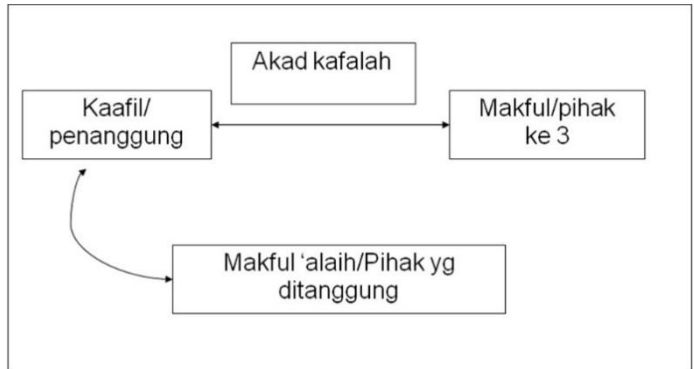 Akad kafalah
Kaafil/
penanggung
Makful/pihak
ke 3
Makful ‘alaih/Pihak yg
ditanggung